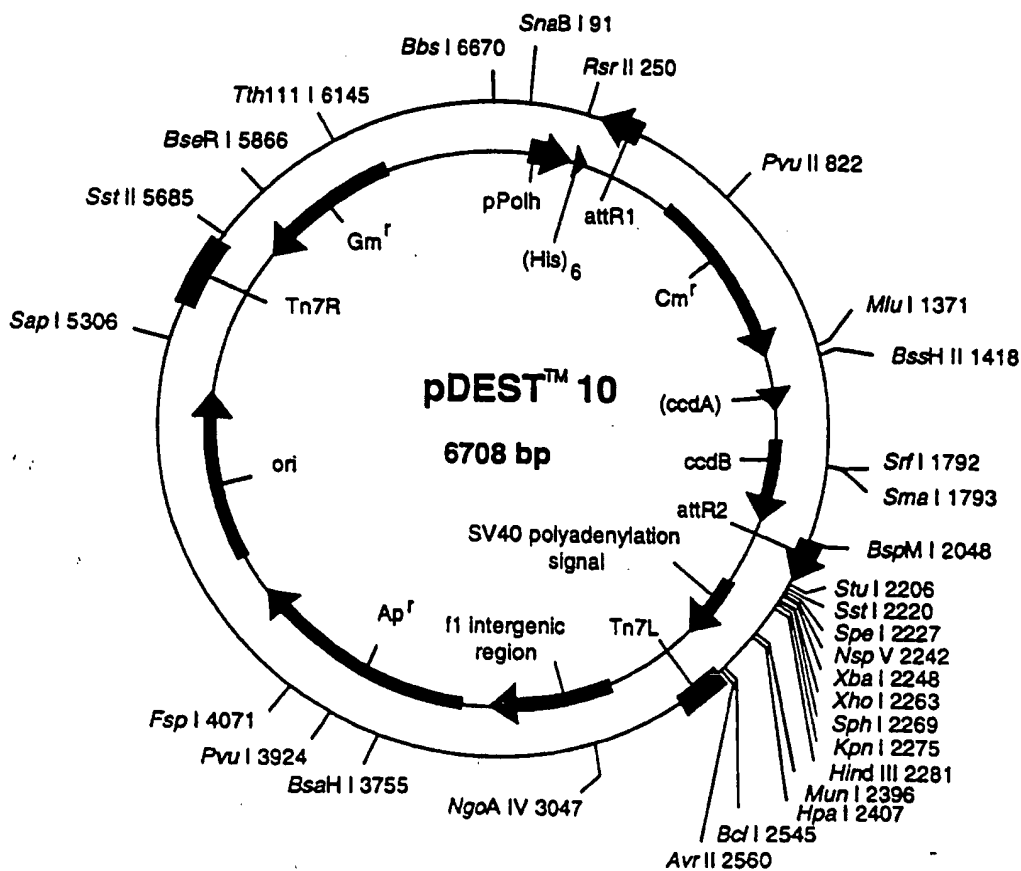 SnaB I 91
Bbs I 6670
Rsr II 250
Tth111 I 6145
BseR I 5866
Pvu II 822
Sst II 5685
pPolh
attR1
Gmʳ
(His)₆
Cmʳ
Tn7R
Mlu I 1371
Sap I 5306
BssH II 1418
pDEST™ 10
(ccdA)
6708 bp
ori
ccdB
Srf I 1792
Sma I 1793
attR2
SV40 polyadenylation
signal
BspM I 2048
Stu I 2206
Sst I 2220
Apʳ
f1 intergenic
region
Tn7L
Spe I 2227
Nsp V 2242
Xba I 2248
Xho I 2263
Sph I 2269
Fsp I 4071
Kpn I 2275
Pvu I 3924
Hind III 2281
BsaH I 3755
Mun I 2396
NgoA IV 3047
Hpa I 2407
Bcl I 2545
Avr II 2560